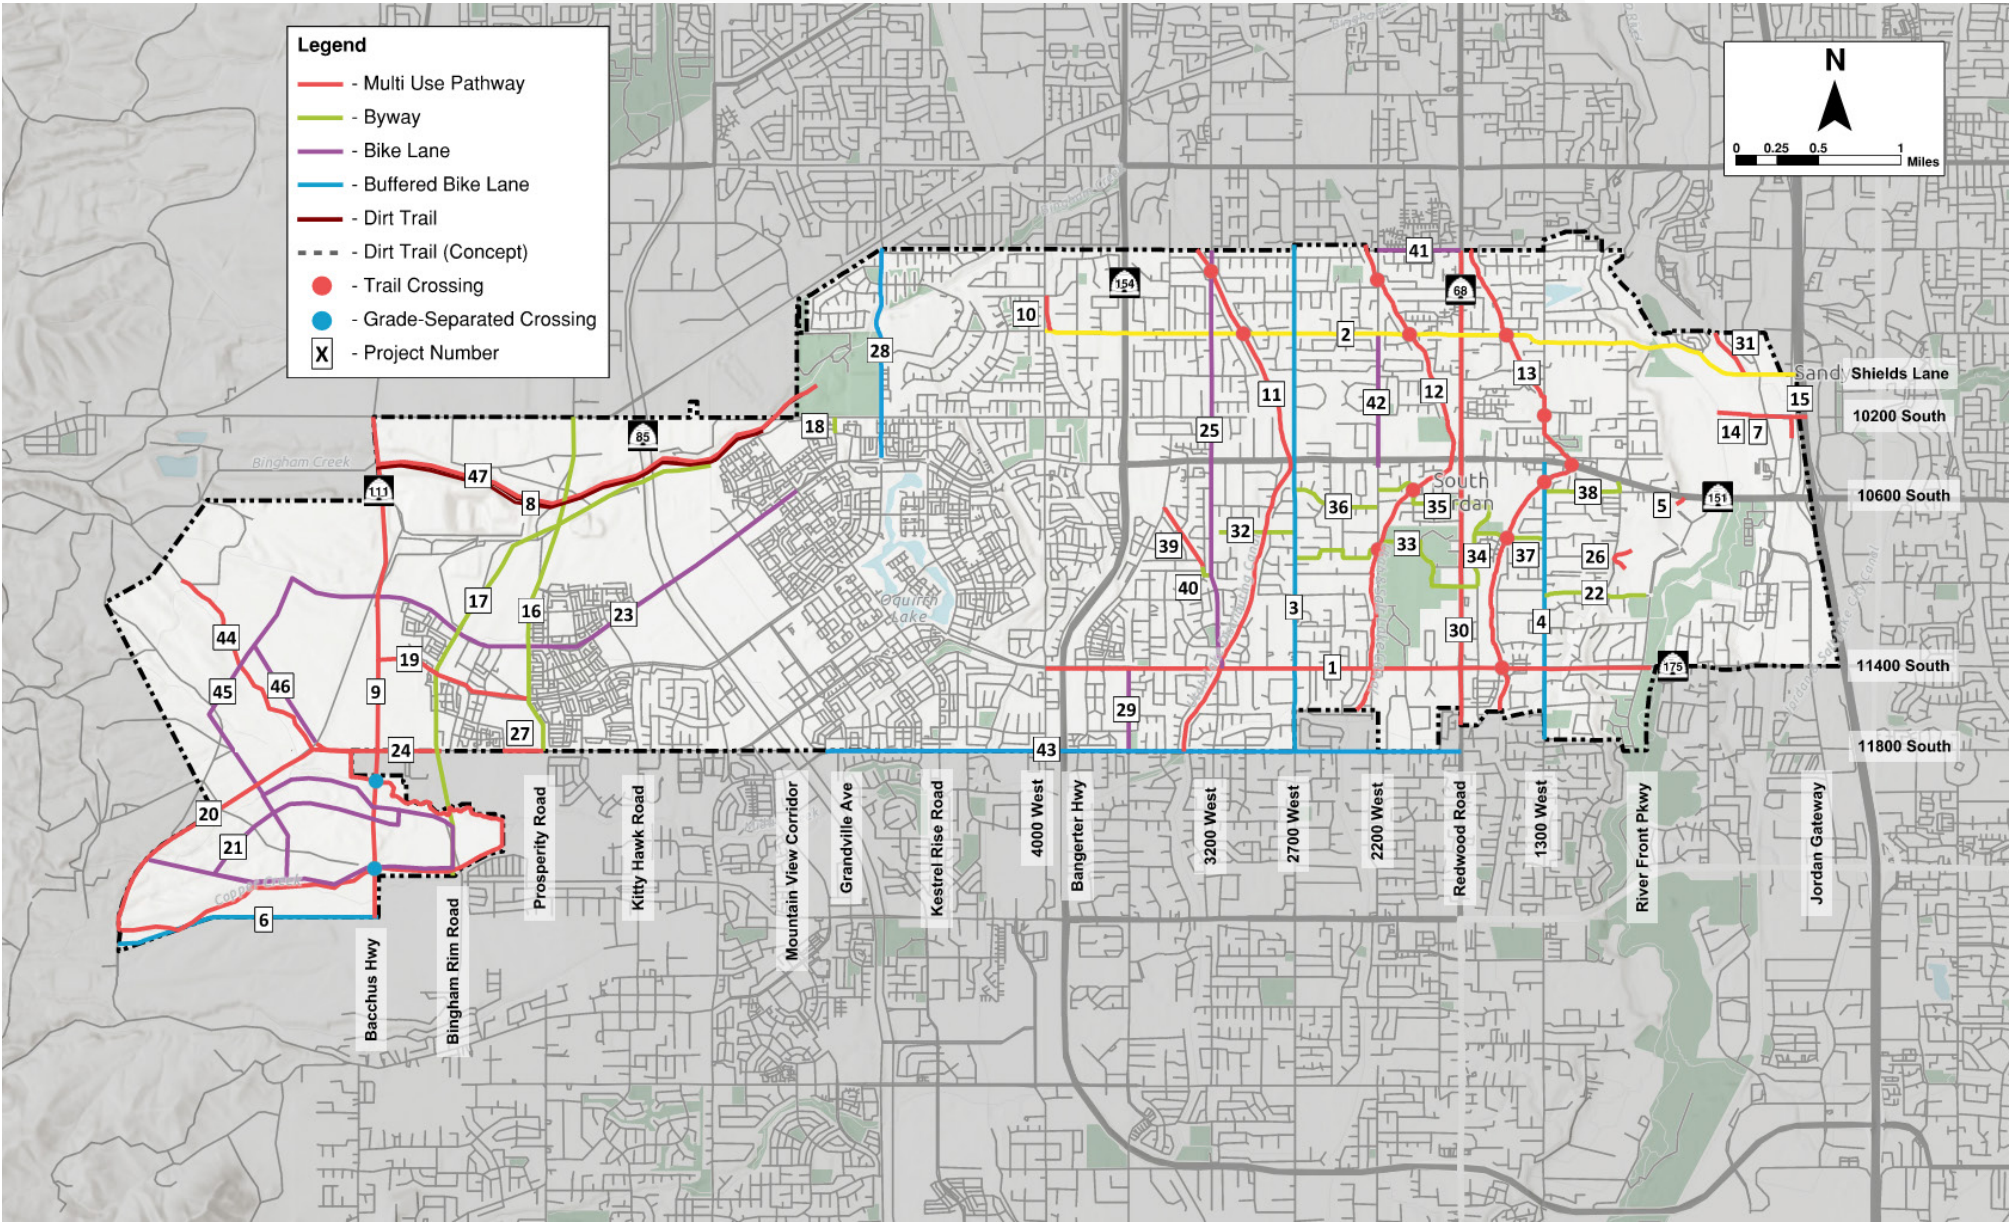 Legend
- Multi Use Pathway
- Byway
- Bike Lane
- Buffered Bike Lane
- Dirt Trail
- Dirt Trail (Concept)
- Trail Crossing
- Grade-Separated Crossing
X - Project Number
N
0 0.25 0.5 1
Miles
41
154
68
10
2
31
28
Sandy Shields Lane
13
12
11
15
42
10200 South
18
25
14 7
85
Bingham Creek
47
South
111
38
10600 South
8
36
35
5
151
rdan
32
39
33
34
37
26
40
22
Oquirrh
Lake
17
16
23
3
4
44
30
19
1
175
11400 South
46
45
9
29
27
24
43
11800 South
20
21
Copper Creek
6
Bacchus Hwy
Bingham Rim Road
Prosperity Road
Kitty Hawk Road
Mountain View Corridor
Grandville Ave
Kestrel Rise Road
4000 West
Bangerter Hwy
3200 West
2700 West
2200 West
Redwood Road
1300 West
River Front Pkwy
Jordan Gateway